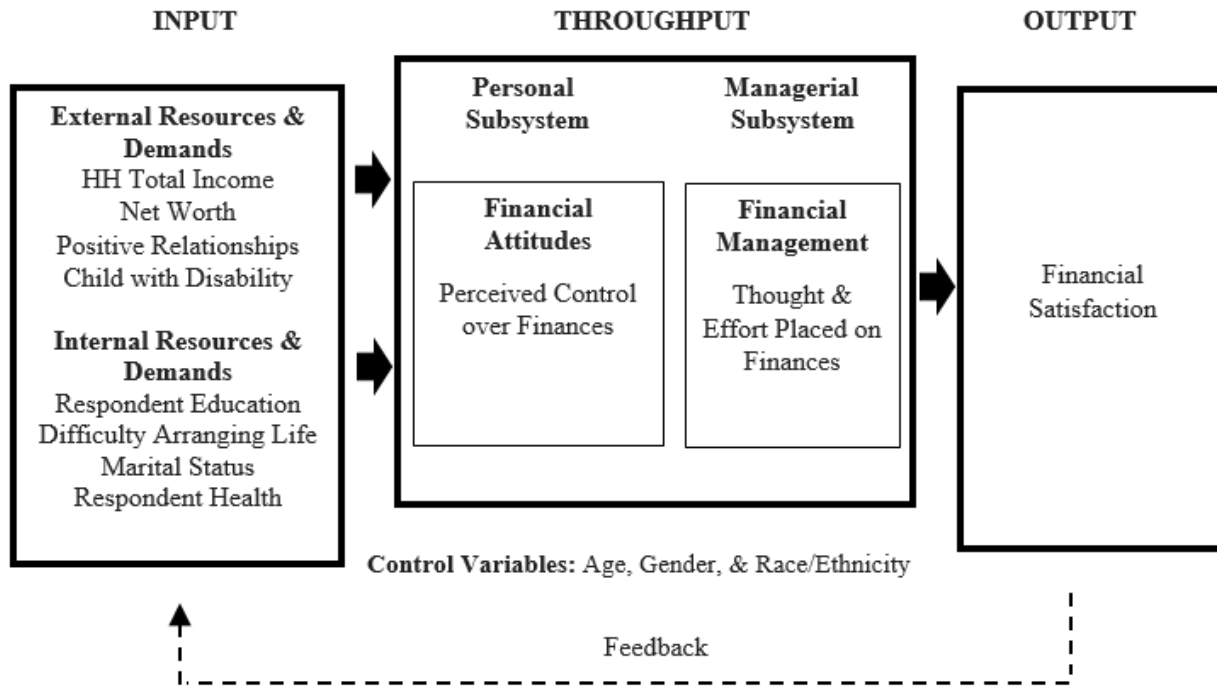 INPUT
THROUGHPUT
OUTPUT
External Resources &
Demands
HH Total Income
Net Worth
Positive Relationships
Child with Disability
Internal Resources &
Demands
Respondent Education
Difficulty Arranging Life
Marital Status
Respondent Health
Personal
Subsystem
Financial
Attitudes
Perceived Control
over Finances
Managerial
Subsystem
Financial
Management
Thought &
Effort Placed on
Finances
Financial
Satisfaction
Control Variables: Age, Gender, & Race/Ethnicity
Feedback